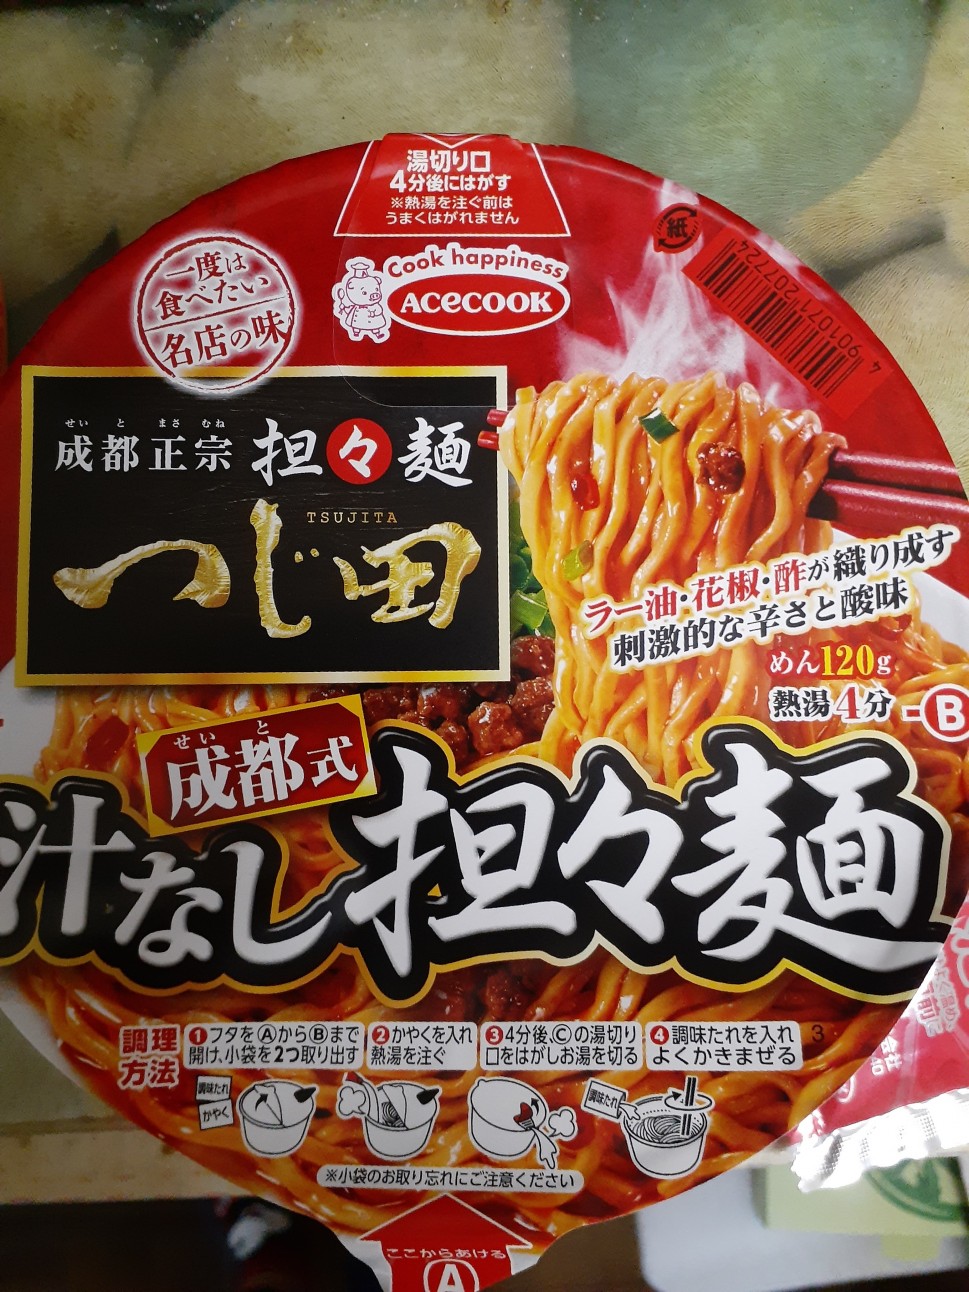 湯切り口
4分後にはがす
※熱湯を注ぐ前は
うまくはがれません
紙
Cook happiness
ACECOOK
4 901071 207724
一度は
食べたい
名店の味
せいと まさむね
成都正宗 担々麺
TSUJITA
つじ田
ラー油・花椒・酢が織り成す
刺激的な辛さと酸味
めん120g
熱湯4分
B
せいと
成都式
汁なし担々麺
調理
方法
1 フタをⒶからⒷまで
開け、小袋を2つ取り出す
2 かやくを入れ
熱湯を注ぐ
3 4分後、Ⓒの湯切り
口をはがしお湯を切る
4 調味たれを入れ
よくかきまぜる
3
調味たれ
かやく
調味たれ
※小袋のお取り忘れにご注意ください
ここからあける
A